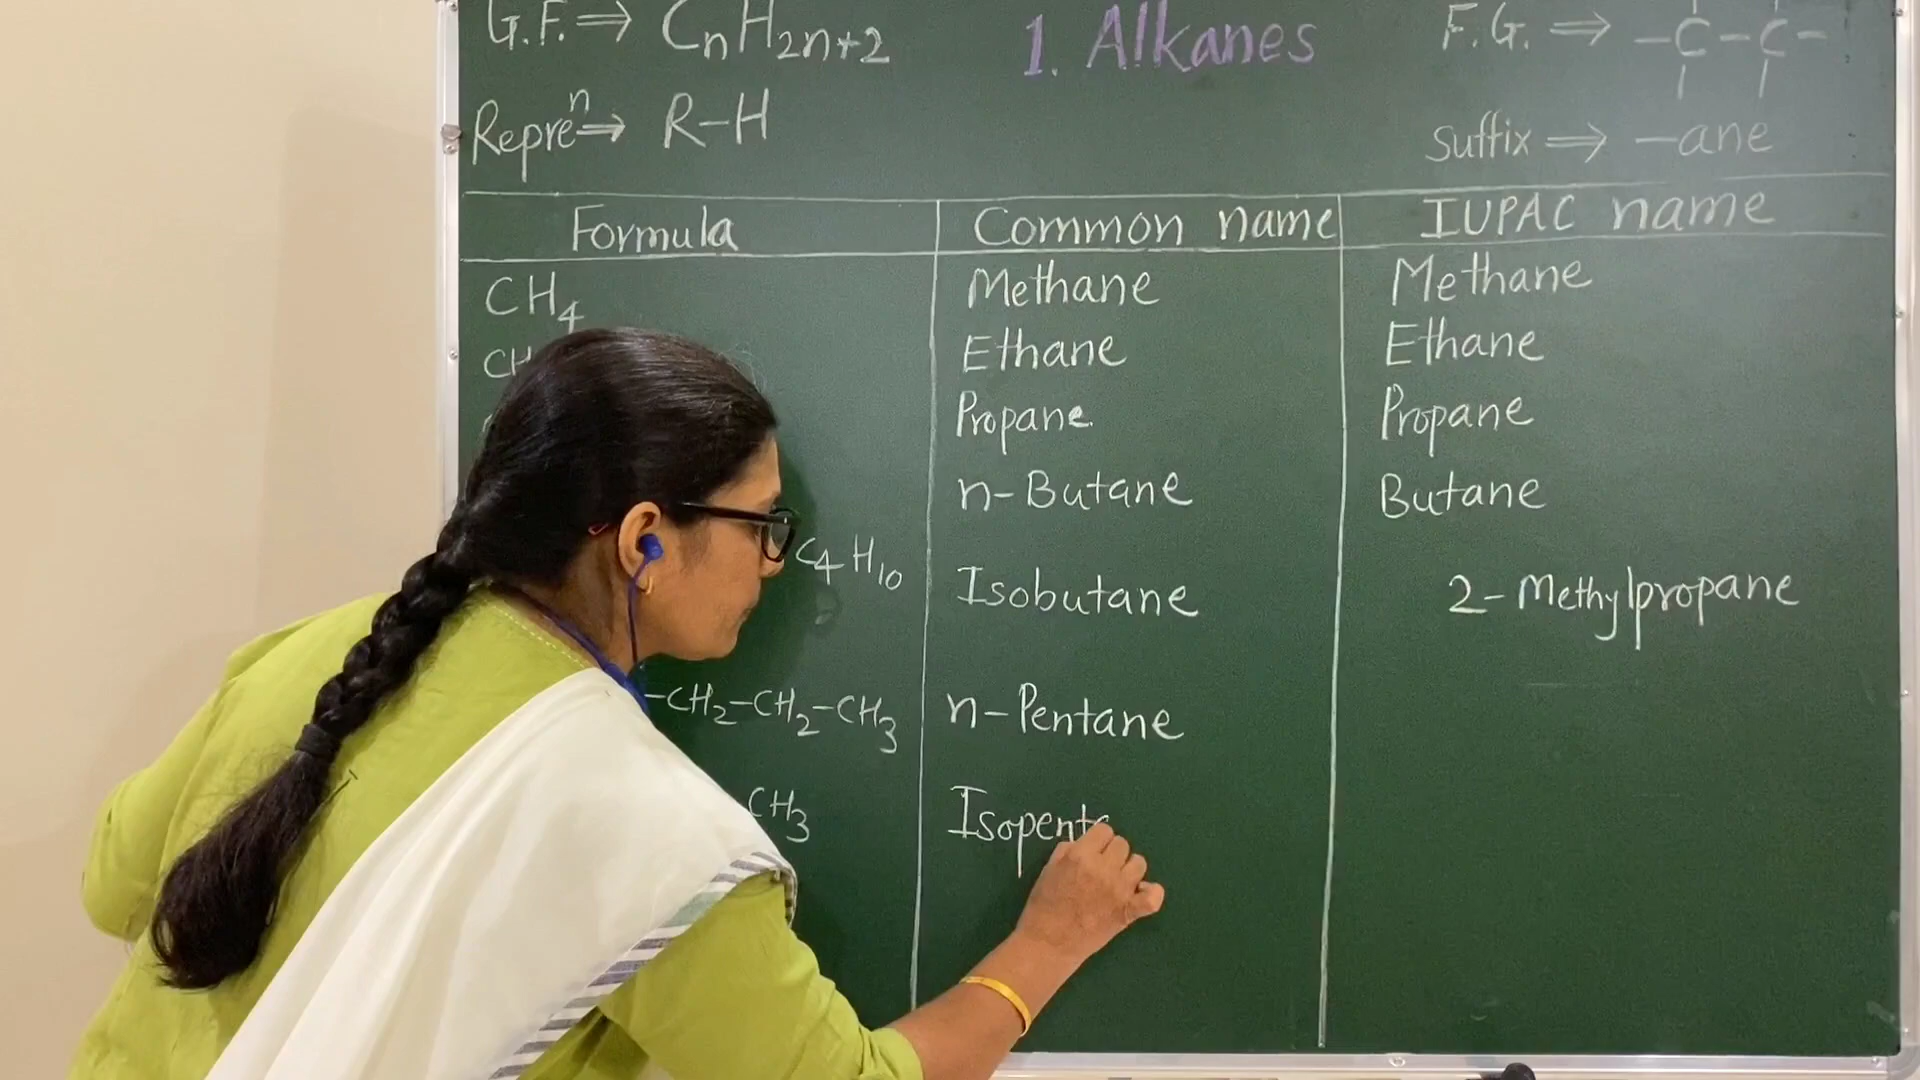 G.F. ⇒ CnH2n+2
1. Alkanes
F.G. ⇒ -C-C-
Repreⁿ ⇒ R-H
Suffix ⇒ -ane
Formula
Common name
IUPAC name
CH4
Methane
Methane
CH
Ethane
Ethane
Propane
Propane
n-Butane
Butane
C4H10
Isobutane
2-Methylpropane
-CH2-CH2-CH3
n-Pentane
CH3
Isopent